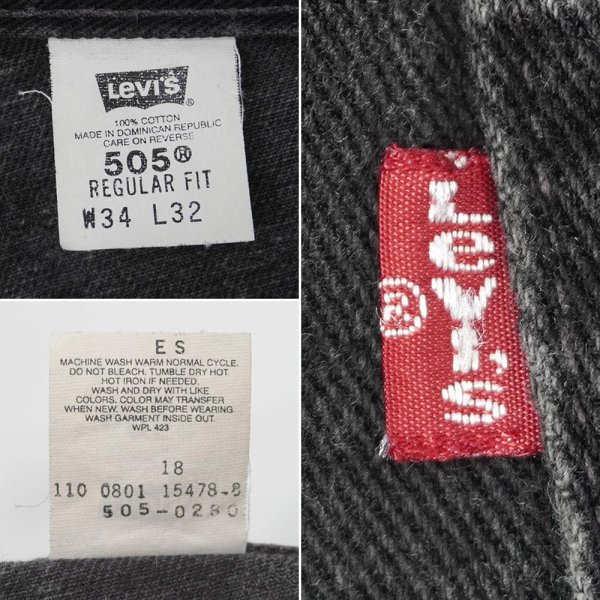 Levi's ®
100% COTTON
MADE IN DOMINICAN REPUBLIC
CARE ON REVERSE
505®
REGULAR FIT
W34 L32
E S
MACHINE WASH WARM NORMAL CYCLE.
DO NOT BLEACH. TUMBLE DRY HOT.
HOT IRON IF NEEDED.
WASH AND DRY WITH LIKE
COLORS. COLOR MAY TRANSFER
WHEN NEW. WASH BEFORE WEARING.
WASH GARMENT INSIDE OUT.
WPL 423
18
110 0801 15478-8
505-0260
LEVI'S
®